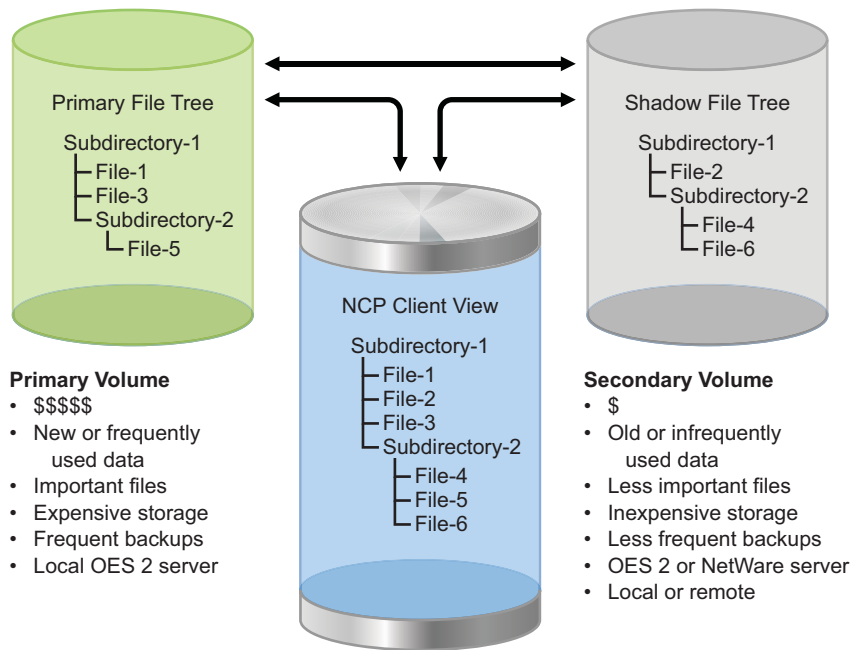 Primary File Tree
Subdirectory-1
File-1
File-3
Subdirectory-2
File-5
Shadow File Tree
Subdirectory-1
File-2
Subdirectory-2
File-4
File-6
NCP Client View
Subdirectory-1
File-1
File-2
File-3
Subdirectory-2
File-4
File-5
File-6
Primary Volume
• $$$$$
• New or frequently
used data
• Important files
• Expensive storage
• Frequent backups
• Local OES 2 server
Secondary Volume
• $
• Old or infrequently
used data
• Less important files
• Inexpensive storage
• Less frequent backups
• OES 2 or NetWare server
• Local or remote